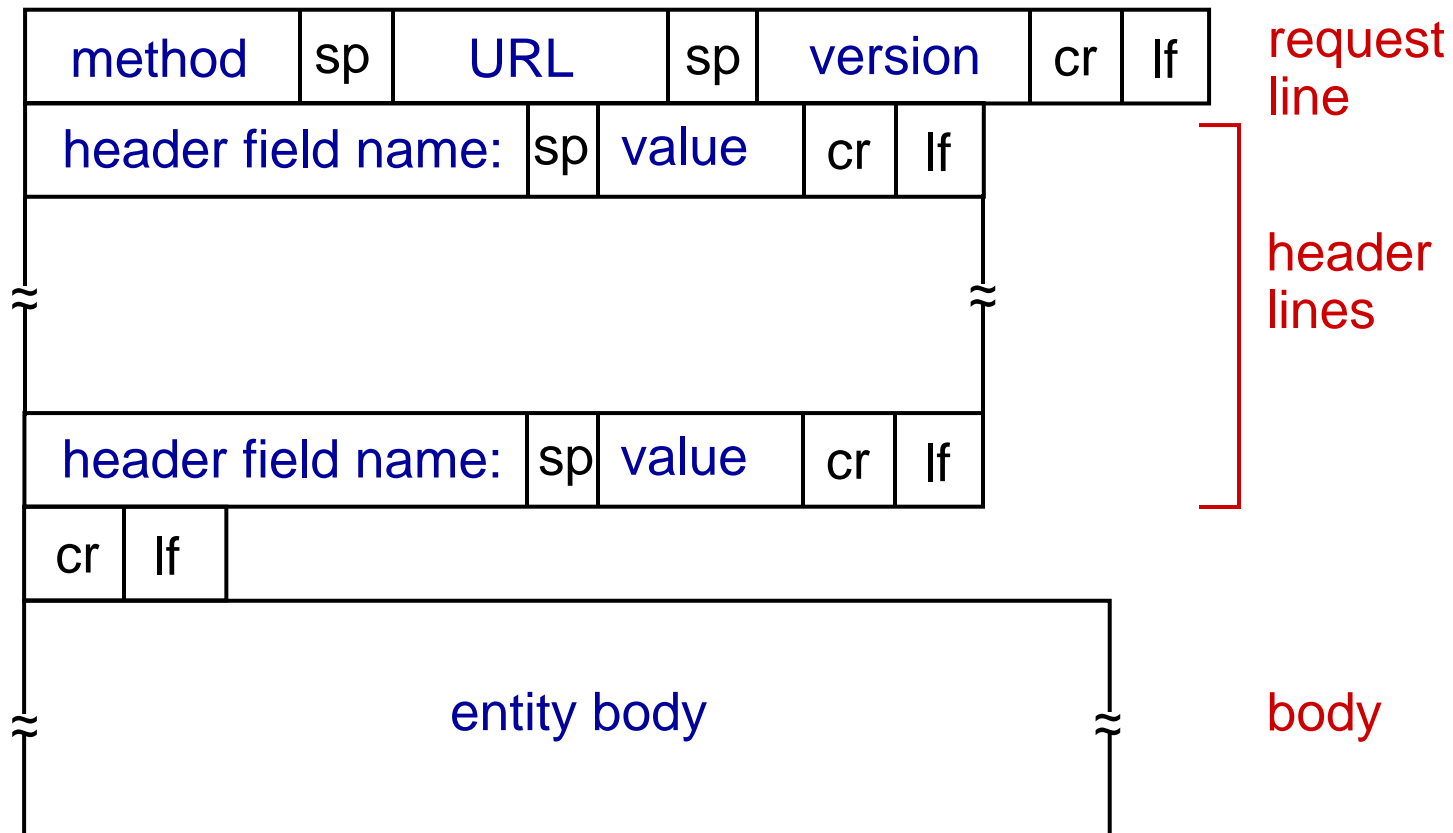 method sp URL sp version cr lf
request
line
header field name: sp value cr lf
header
lines
≈ ≈
header field name: sp value cr lf
cr lf
≈ entity body ≈
body